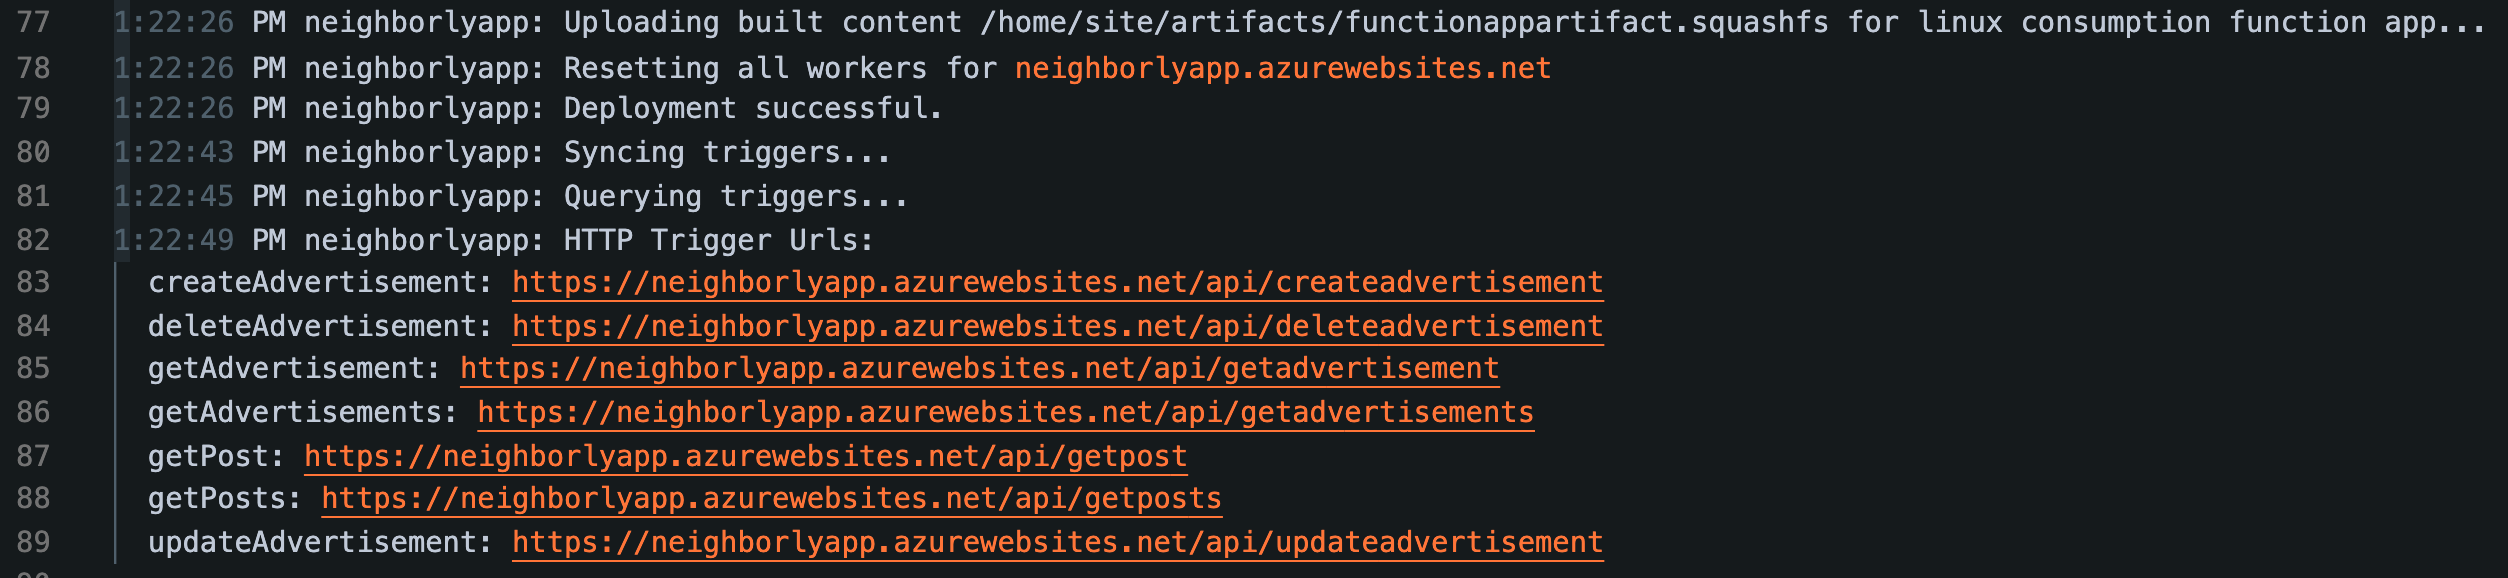 77 1:22:26 PM neighborlyapp: Uploading built content /home/site/artifacts/functionappartifact.squashfs for linux consumption function app...
78 1:22:26 PM neighborlyapp: Resetting all workers for neighborlyapp.azurewebsites.net
79 1:22:26 PM neighborlyapp: Deployment successful.
80 1:22:43 PM neighborlyapp: Syncing triggers...
81 1:22:45 PM neighborlyapp: Querying triggers...
82 1:22:49 PM neighborlyapp: HTTP Trigger Urls:
83 createAdvertisement: https://neighborlyapp.azurewebsites.net/api/createadvertisement
84 deleteAdvertisement: https://neighborlyapp.azurewebsites.net/api/deleteadvertisement
85 getAdvertisement: https://neighborlyapp.azurewebsites.net/api/getadvertisement
86 getAdvertisements: https://neighborlyapp.azurewebsites.net/api/getadvertisements
87 getPost: https://neighborlyapp.azurewebsites.net/api/getpost
88 getPosts: https://neighborlyapp.azurewebsites.net/api/getposts
89 updateAdvertisement: https://neighborlyapp.azurewebsites.net/api/updateadvertisement